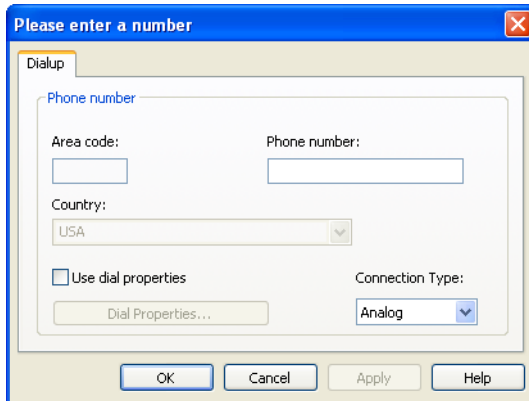 Please enter a number
Dialup
Phone number
Area code: Phone number:
Country:
USA
Use dial properties Connection Type:
Dial Properties... Analog
OK Cancel Apply Help